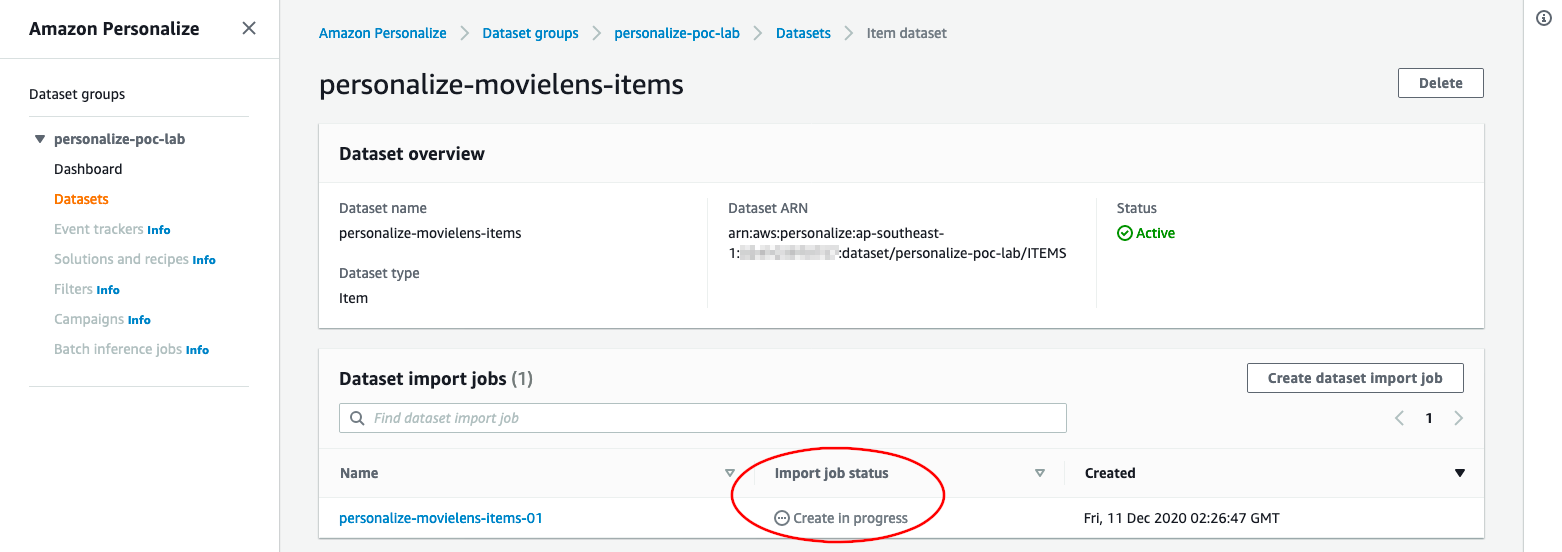 Amazon Personalize
Dataset groups
personalize-poc-lab
Dashboard
Datasets
Event trackers Info
Solutions and recipes Info
Filters Info
Campaigns Info
Batch inference jobs Info
Amazon Personalize > Dataset groups > personalize-poc-lab > Datasets > Item dataset
personalize-movielens-items
Delete
Dataset overview
Dataset name
personalize-movielens-items
Dataset type
Item
Dataset ARN
arn:aws:personalize:ap-southeast-
1: :dataset/personalize-poc-lab/ITEMS
Status
Active
Dataset import jobs (1)
Create dataset import job
Find dataset import job
1
Name Import job status Created
personalize-movielens-items-01 Create in progress Fri, 11 Dec 2020 02:26:47 GMT